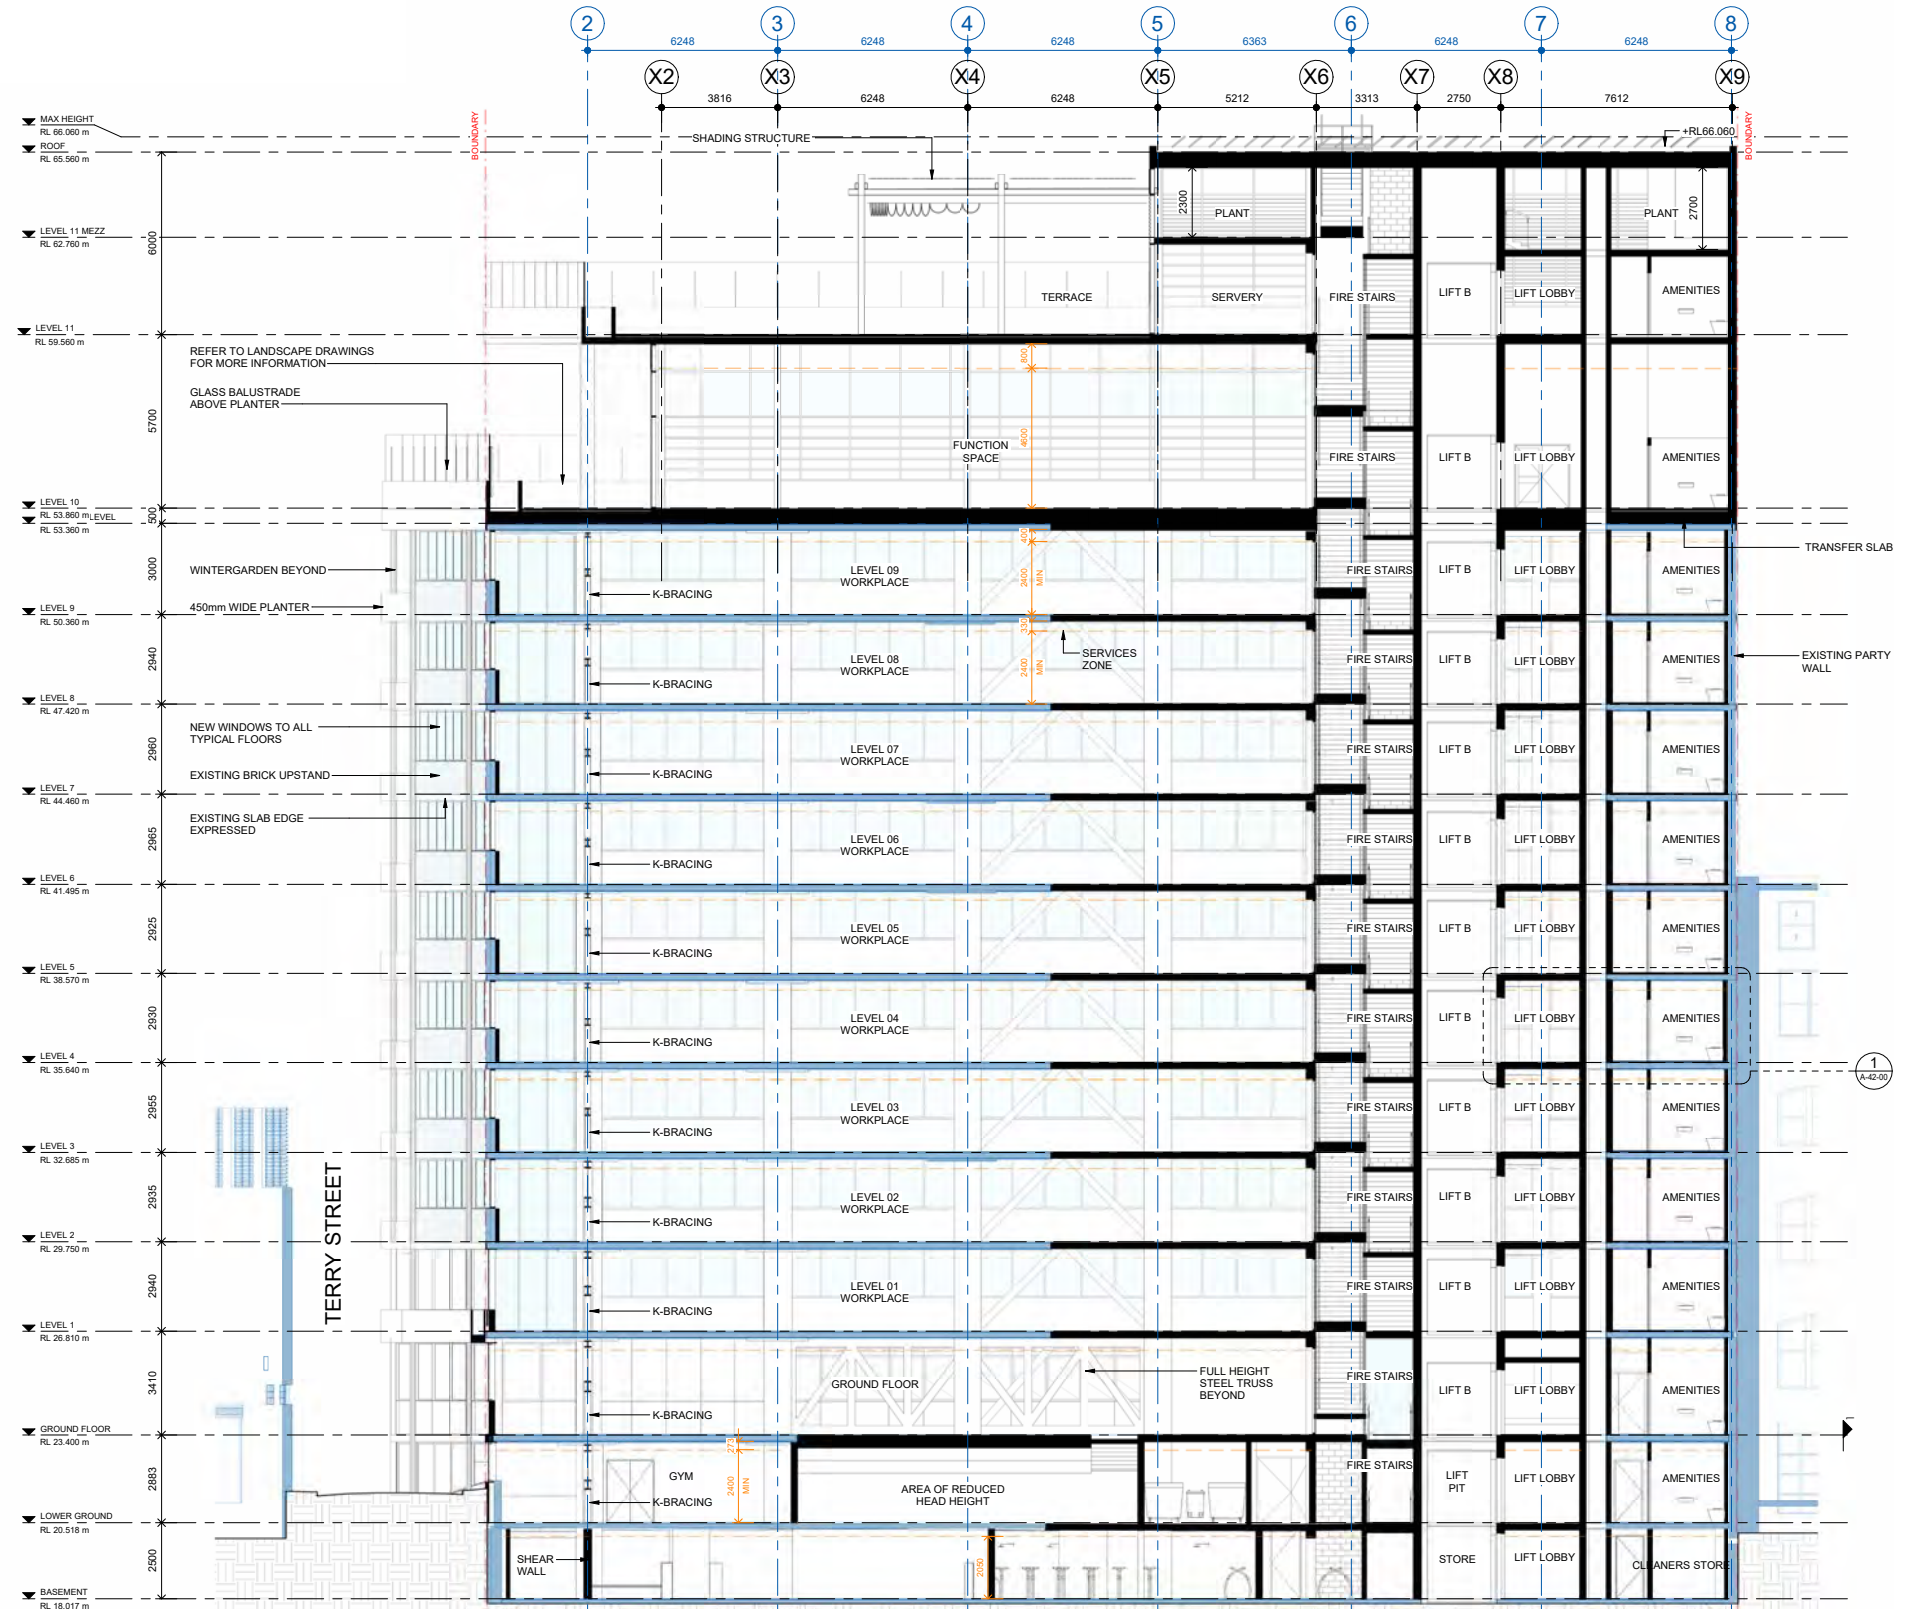 2 3 4 5 6 7 8
6248 6248 6248 6363 6248 6248
X2 X3 X4 X5 X6 X7 X8 X9
3816 6248 6248 5212 3313 2750 7612
MAX HEIGHT
RL 66.060 m
BOUNDARY
SHADING STRUCTURE
+RL66.060
BOUNDARY
ROOF
RL 65.560 m
2300
PLANT
PLANT
2700
LEVEL 11 MEZZ
RL 62.760 m
6000
TERRACE
SERVERY
FIRE STAIRS
LIFT B
LIFT LOBBY
AMENITIES
LEVEL 11
RL 59.560 m
REFER TO LANDSCAPE DRAWINGS
FOR MORE INFORMATION
800
GLASS BALUSTRADE
ABOVE PLANTER
5700
4600
FUNCTION
SPACE
FIRE STAIRS
LIFT B
LIFT LOBBY
AMENITIES
LEVEL 10
RL 53.860 m
LEVEL
RL 53.360 m
500
TRANSFER SLAB
WINTERGARDEN BEYOND
3000
LEVEL 09
WORKPLACE
400
2400
MIN
FIRE STAIRS
LIFT B
LIFT LOBBY
AMENITIES
K-BRACING
450mm WIDE PLANTER
LEVEL 9
RL 50.360 m
330
2940
LEVEL 08
WORKPLACE
2400
MIN
SERVICES
ZONE
FIRE STAIRS
LIFT B
LIFT LOBBY
AMENITIES
EXISTING PARTY
WALL
K-BRACING
LEVEL 8
RL 47.420 m
NEW WINDOWS TO ALL
TYPICAL FLOORS
2960
LEVEL 07
WORKPLACE
FIRE STAIRS
LIFT B
LIFT LOBBY
AMENITIES
EXISTING BRICK UPSTAND
K-BRACING
LEVEL 7
RL 44.460 m
EXISTING SLAB EDGE
EXPRESSED
2965
LEVEL 06
WORKPLACE
FIRE STAIRS
LIFT B
LIFT LOBBY
AMENITIES
K-BRACING
LEVEL 6
RL 41.495 m
2925
LEVEL 05
WORKPLACE
FIRE STAIRS
LIFT B
LIFT LOBBY
AMENITIES
K-BRACING
LEVEL 5
RL 38.570 m
2930
LEVEL 04
WORKPLACE
FIRE STAIRS
LIFT B
LIFT LOBBY
AMENITIES
K-BRACING
LEVEL 4
RL 35.640 m
1
A-42-00
2955
LEVEL 03
WORKPLACE
FIRE STAIRS
LIFT B
LIFT LOBBY
AMENITIES
K-BRACING
LEVEL 3
RL 32.685 m
TERRY STREET
2935
LEVEL 02
WORKPLACE
FIRE STAIRS
LIFT B
LIFT LOBBY
AMENITIES
K-BRACING
LEVEL 2
RL 29.750 m
2940
LEVEL 01
WORKPLACE
FIRE STAIRS
LIFT B
LIFT LOBBY
AMENITIES
K-BRACING
LEVEL 1
RL 26.810 m
3410
GROUND FLOOR
FULL HEIGHT
STEEL TRUSS
BEYOND
FIRE STAIRS
LIFT B
LIFT LOBBY
AMENITIES
K-BRACING
GROUND FLOOR
RL 23.400 m
273
2883
GYM
2400
MIN
AREA OF REDUCED
HEAD HEIGHT
FIRE STAIRS
LIFT
PIT
LIFT LOBBY
AMENITIES
K-BRACING
LOWER GROUND
RL 20.518 m
2500
SHEAR
WALL
2050
STORE
LIFT LOBBY
CLEANERS STORE
BASEMENT
RL 18.017 m